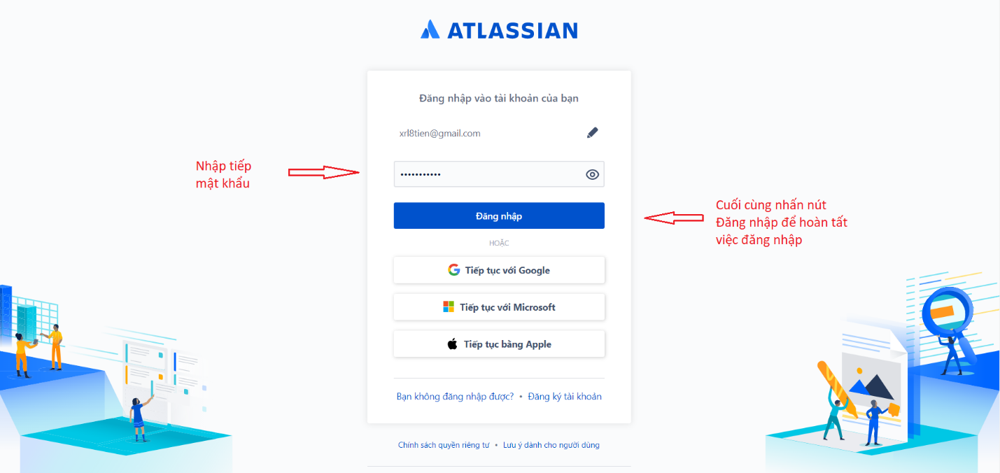 ATLASSIAN
Đăng nhập vào tài khoản của bạn
xrl8tien@gmail.com
Nhập tiếp
mật khẩu
•••••••••••
Đăng nhập
Cuối cùng nhấn nút
Đăng nhập để hoàn tất
việc đăng nhập
HOẶC
Tiếp tục với Google
Tiếp tục với Microsoft
Tiếp tục bằng Apple
Bạn không đăng nhập được? • Đăng ký tài khoản
Chính sách quyền riêng tư • Lưu ý dành cho người dùng